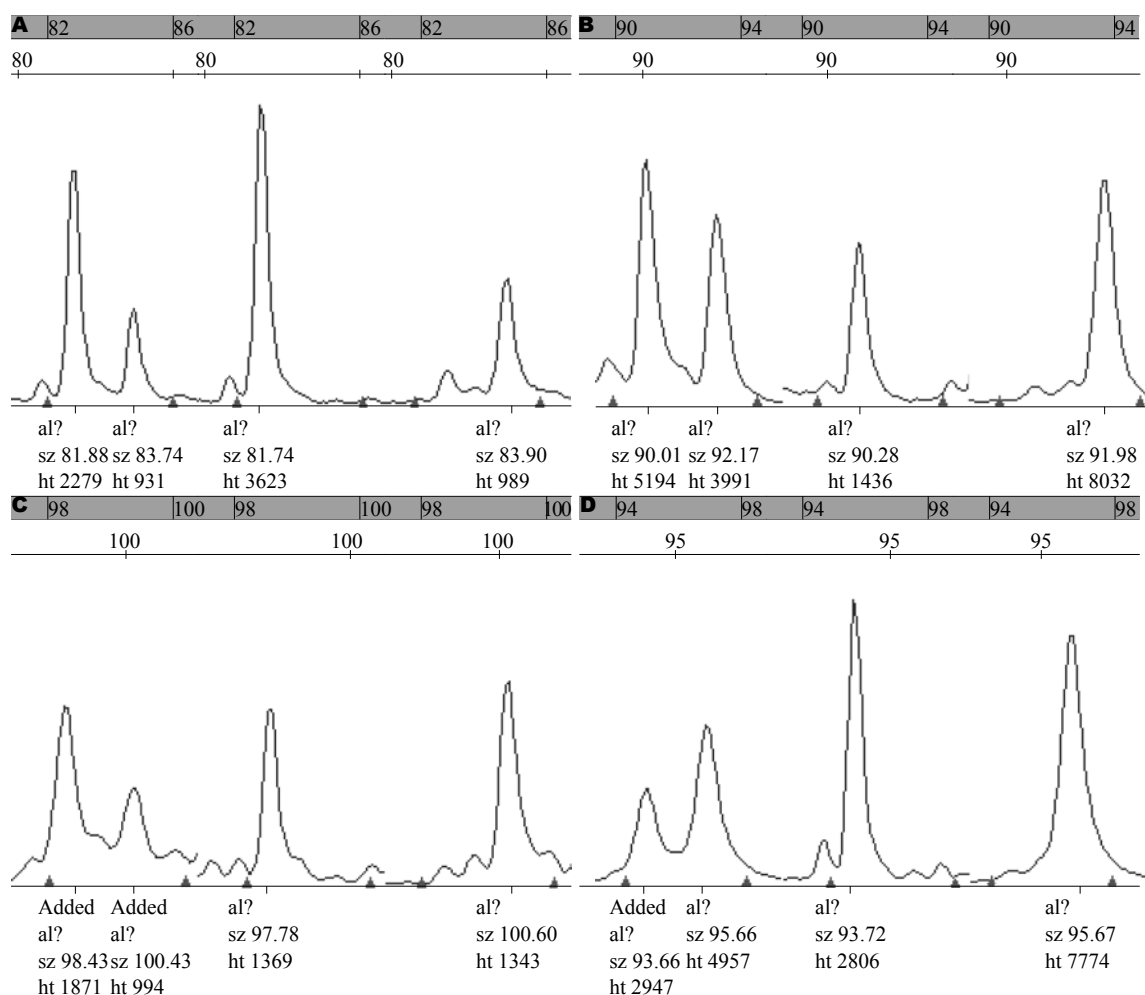 A 82 86 82 86 82 86
80 80 80
al? al? al? al?
sz 81.88 sz 83.74 sz 81.74 sz 83.90
ht 2279 ht 931 ht 3623 ht 989
B 90 94 90 94 90 94
90 90 90
al? al? al? al?
sz 90.01 sz 92.17 sz 90.28 sz 91.98
ht 5194 ht 3991 ht 1436 ht 8032
C 98 100 98 100 98 100
100 100 100
Added Added al? al?
al? al? sz 97.78 sz 100.60
sz 98.43 sz 100.43 ht 1369 ht 1343
ht 1871 ht 994
D 94 98 94 98 94 98
95 95 95
Added al? al? al?
al? sz 95.66 sz 93.72 sz 95.67
sz 93.66 ht 4957 ht 2806 ht 7774
ht 2947